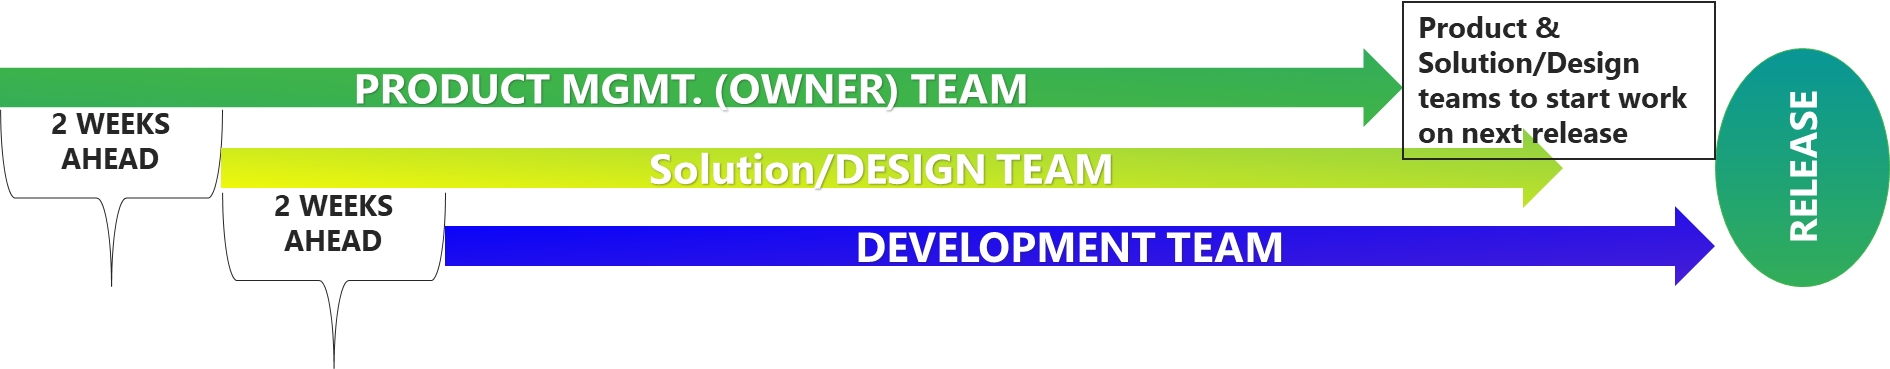 PRODUCT MGMT. (OWNER) TEAM
Product &
Solution/Design
teams to start work
on next release
2 WEEKS
AHEAD
Solution/DESIGN TEAM
2 WEEKS
AHEAD
DEVELOPMENT TEAM
RELEASE